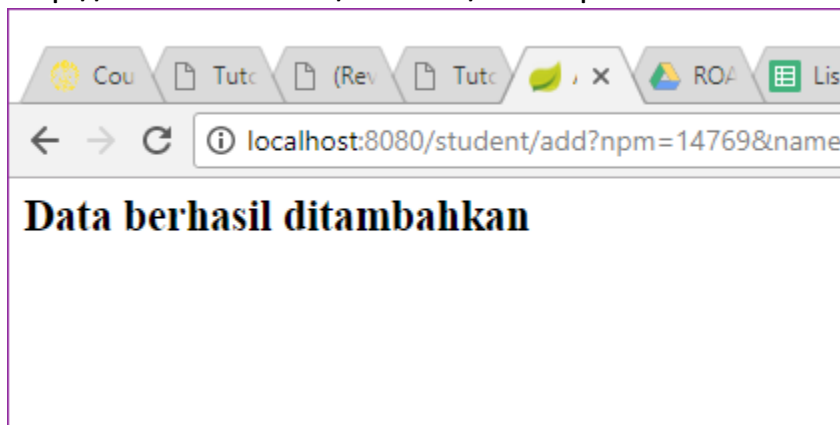 Cou Tuto (Rev Tuto ROA Lis
localhost:8080/student/add?npm=14769&name
Data berhasil ditambahkan